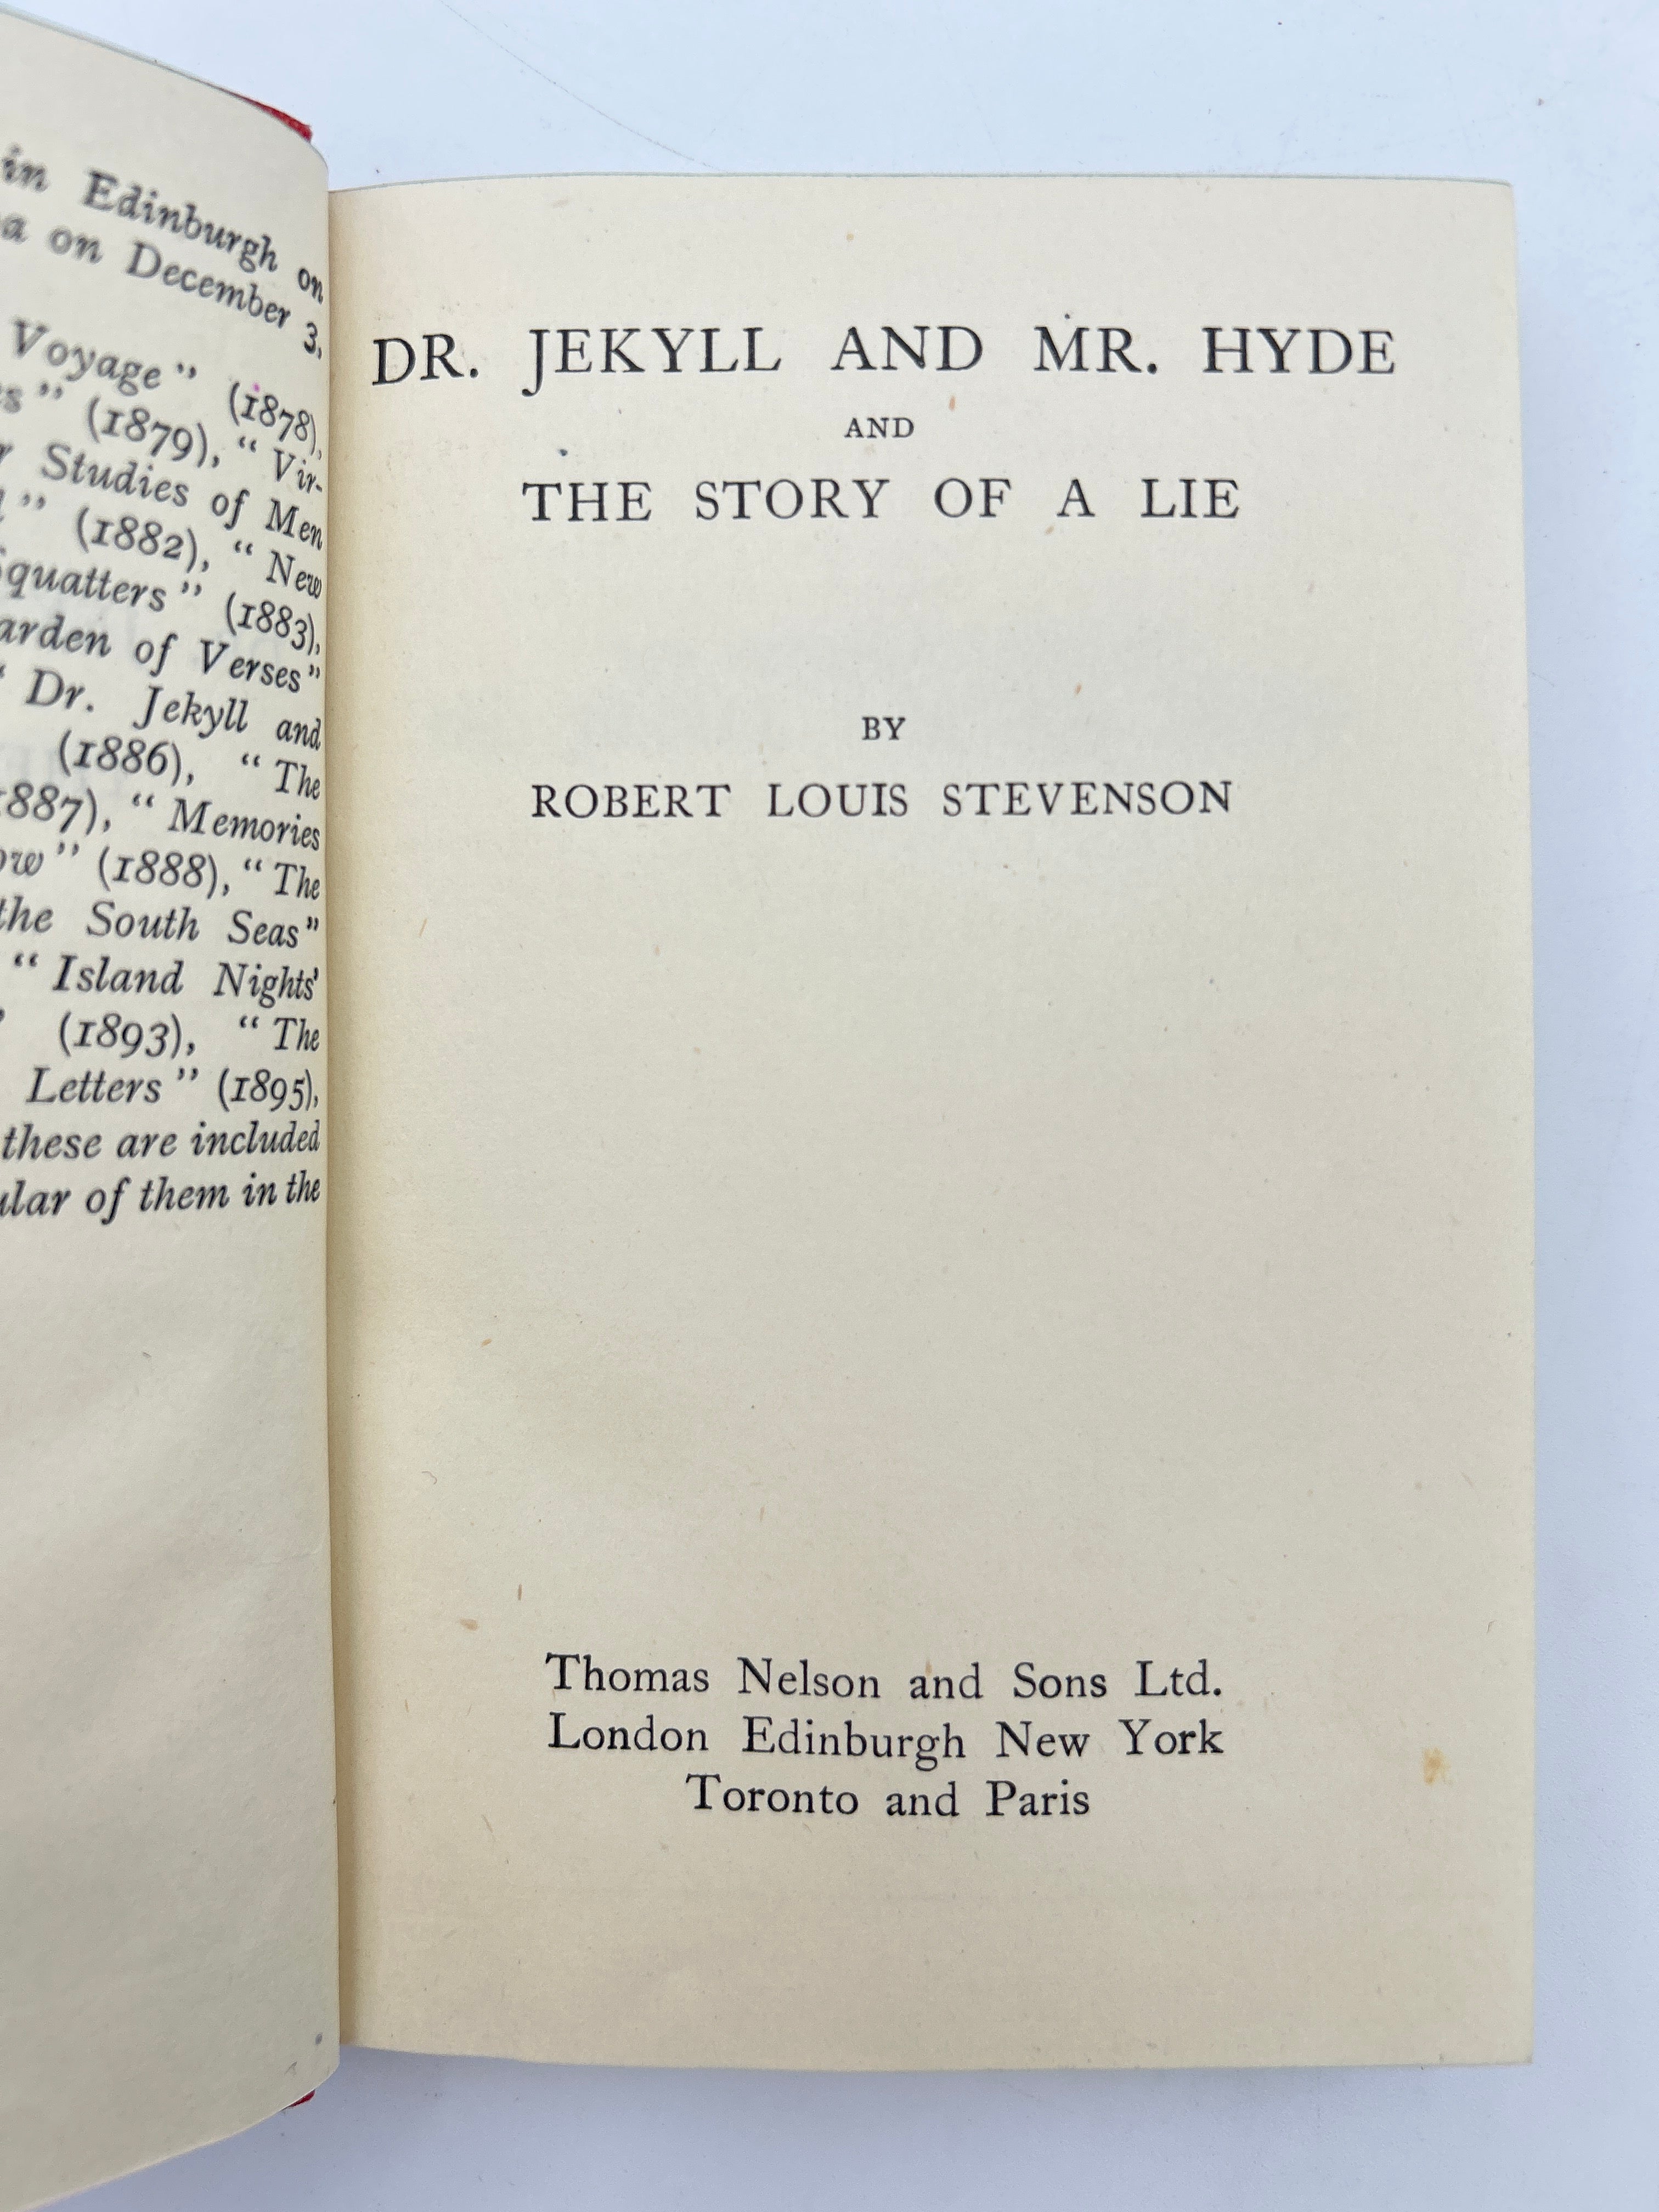 in Edinburgh on
on December 3,
Voyage” (1878),
(1879), “Vir-
Studies of Men
” (1882), “New
quatters” (1883),
arden of Verses”
Dr. Jekyll and
(1886), “The
887), “Memories
ow” (1888), “The
the South Seas”
“Island Nights'
(1893), “The
Letters” (1895),
these are included
ular of them in the
DR. JEKYLL AND MR. HYDE
AND
THE STORY OF A LIE
BY
ROBERT LOUIS STEVENSON
Thomas Nelson and Sons Ltd.
London Edinburgh New York
Toronto and Paris